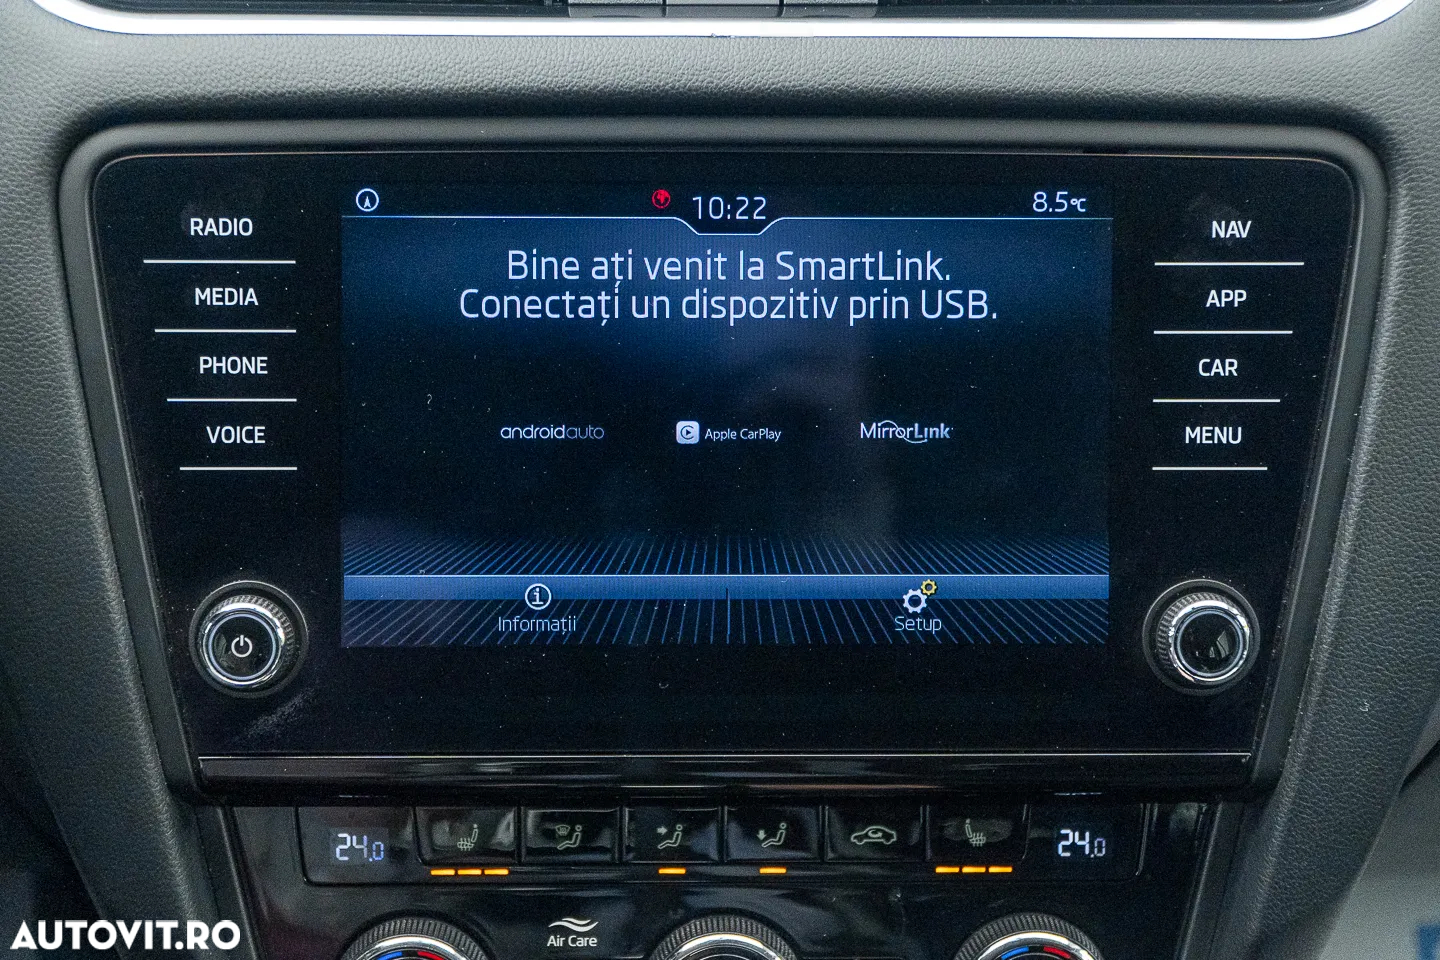 10:22
8.5°C
RADIO
MEDIA
PHONE
VOICE
Bine ați venit la SmartLink.
Conectați un dispozitiv prin USB.
androidauto
Apple CarPlay
MirrorLink
Informații
Setup
NAV
APP
CAR
MENU
24.0
24.0
Air Care
AUTOVIT.RO